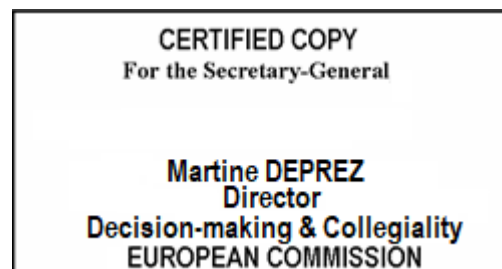 CERTIFIED COPY
For the Secretary-General
Martine DEPREZ
Director
Decision-making & Collegiality
EUROPEAN COMMISSION